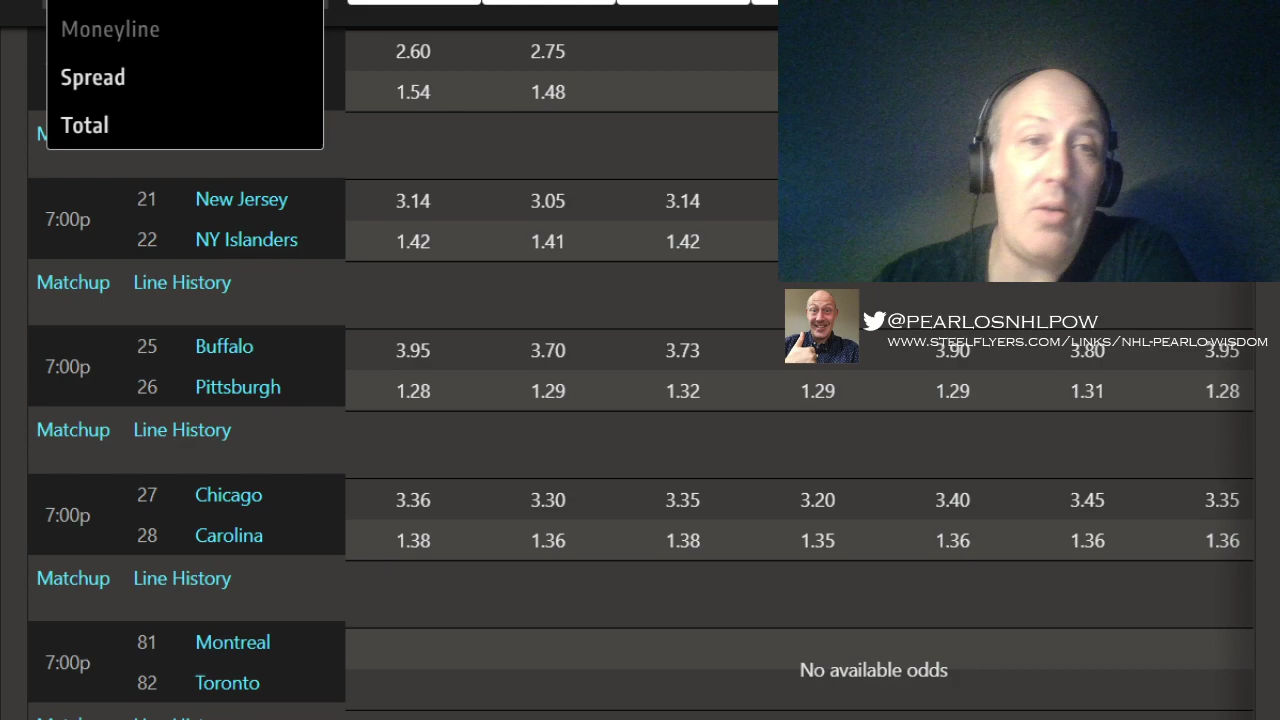 Moneyline
Spread
Total
2.60 2.75
1.54 1.48
M
7:00p
21 New Jersey 3.14 3.05 3.14
22 NY Islanders 1.42 1.41 1.42
Matchup Line History
@PEARLOSNHLPOW
WWW.STEELFLYERS.COM/LINKS/NHL-PEARLO-WISDOM
7:00p
25 Buffalo 3.95 3.70 3.73 3.90 3.80 3.95
26 Pittsburgh 1.28 1.29 1.32 1.29 1.29 1.31 1.28
Matchup Line History
7:00p
27 Chicago 3.36 3.30 3.35 3.20 3.40 3.45 3.35
28 Carolina 1.38 1.36 1.38 1.35 1.36 1.36 1.36
Matchup Line History
7:00p
81 Montreal
82 Toronto
No available odds